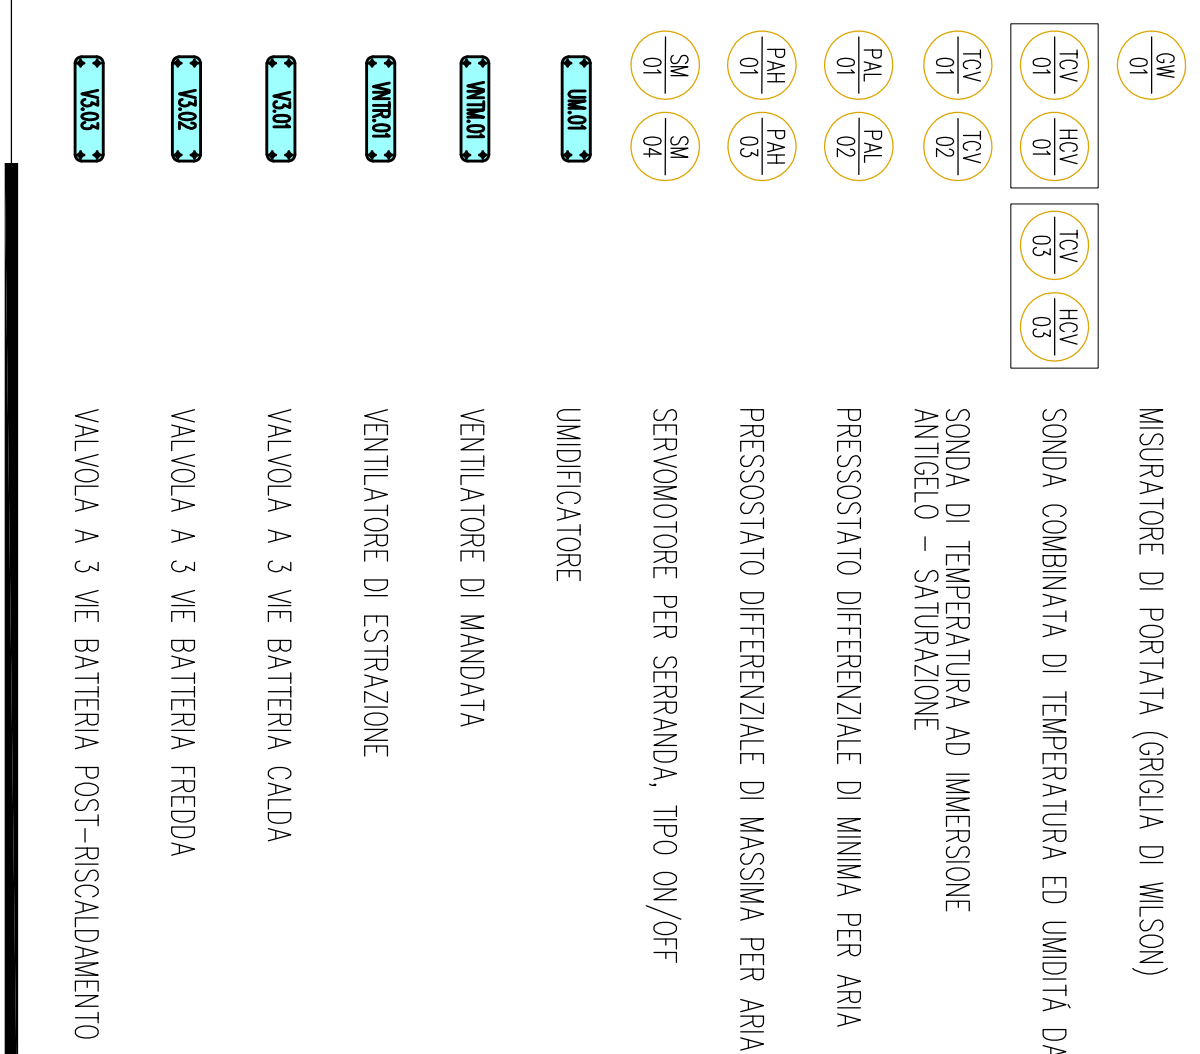 GW
01
MISURATORE DI PORTATA (GRIGLIA DI WILSON)
TCV
01
HCV
01
TCV
03
HCV
03
SONDA COMBINATA DI TEMPERATURA ED UMIDITÁ DA
TCV
01
TCV
02
SONDA DI TEMPERATURA AD IMMERSIONE
ANTIGELO – SATURAZIONE
PAL
01
PAL
02
PRESSOSTATO DIFFERENZIALE DI MINIMA PER ARIA
PAH
01
PAH
03
PRESSOSTATO DIFFERENZIALE DI MASSIMA PER ARIA
SM
01
SM
04
SERVOMOTORE PER SERRANDA, TIPO ON/OFF
UM.01
UMIDIFICATORE
VNTM.01
VENTILATORE DI MANDATA
VNTR.01
VENTILATORE DI ESTRAZIONE
V3.01
VALVOLA A 3 VIE BATTERIA CALDA
V3.02
VALVOLA A 3 VIE BATTERIA FREDDA
V3.03
VALVOLA A 3 VIE BATTERIA POST–RISCALDAMENTO